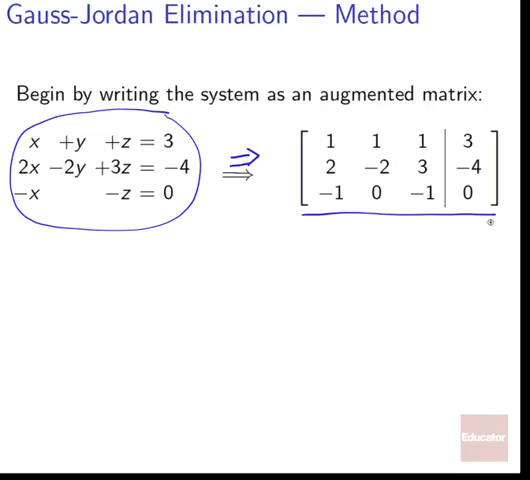 Gauss-Jordan Elimination — Method
Begin by writing the system as an augmented matrix:
x +y +z = 3
2x −2y +3z = −4
−x −z = 0
⟹
1 1 1 3
2 −2 3 −4
−1 0 −1 0
Educator